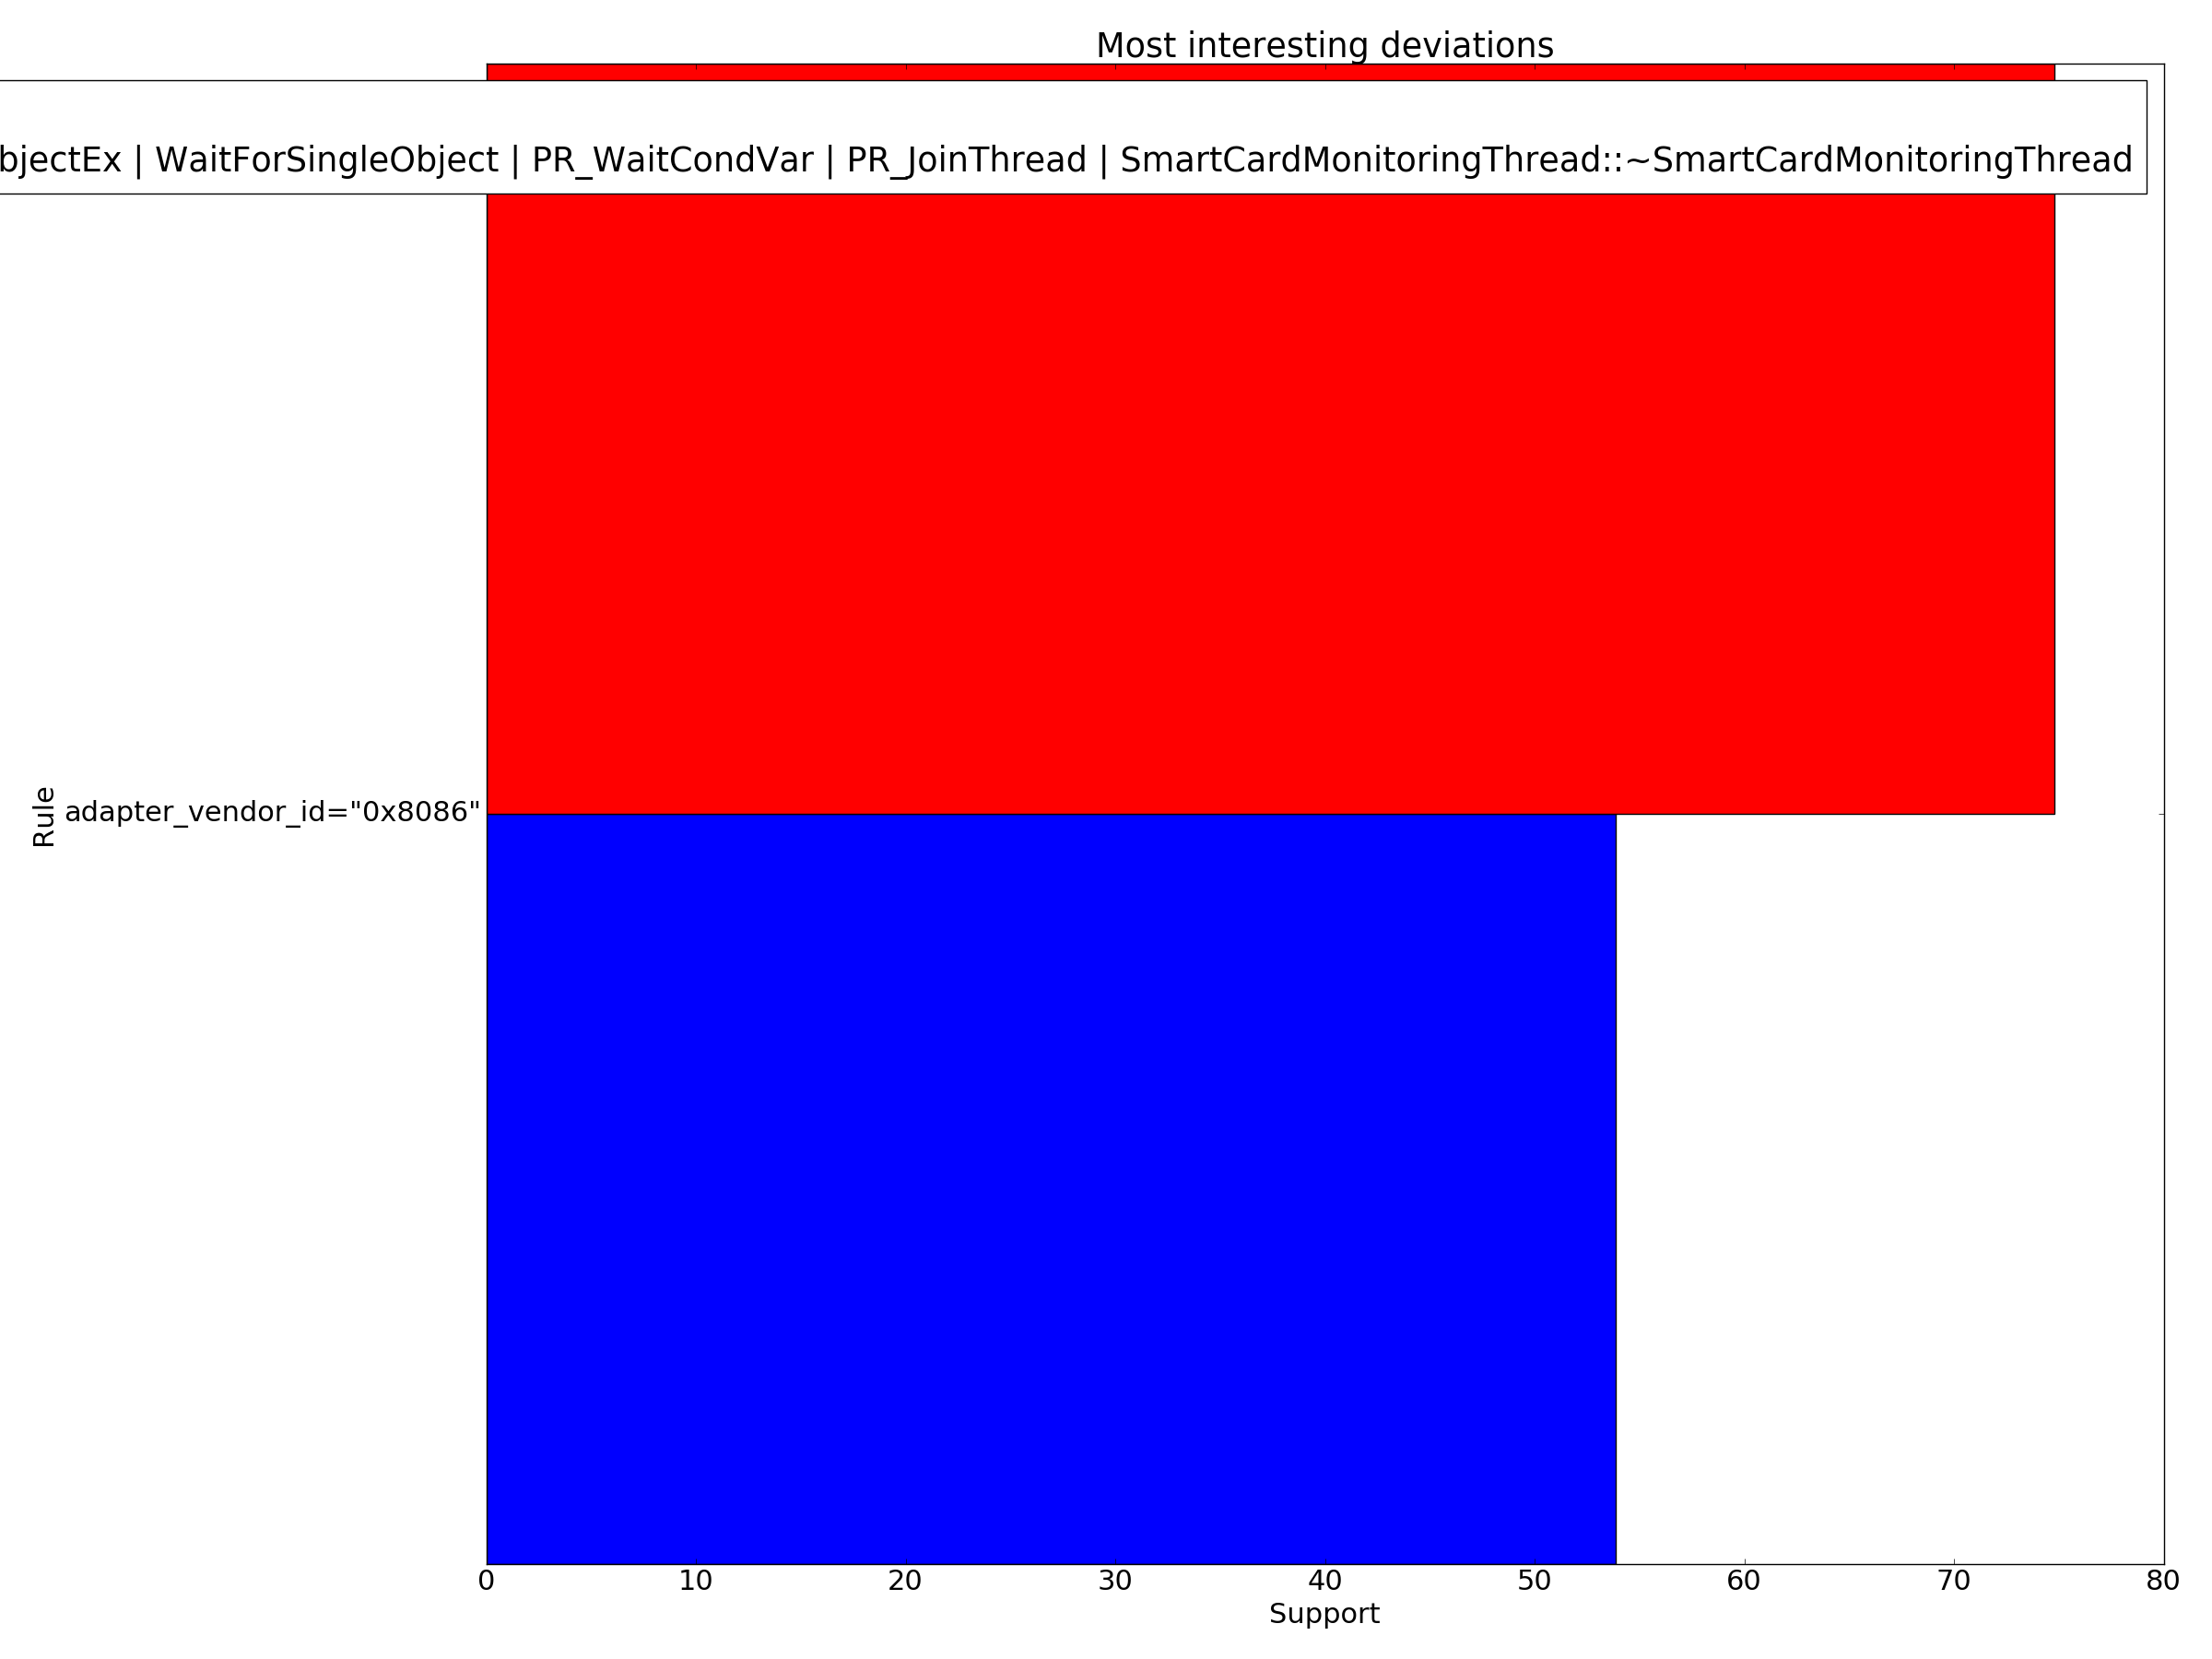 Most interesting deviations
| WaitForSingleObject | PR_WaitCondVar | PR_JoinThread | SmartCardMonitoringThread::~SmartCardMonitoringThread
Rule
adapter_vendor_id="0x8086"
0 10 20 30 40 50 60 70 80
Support